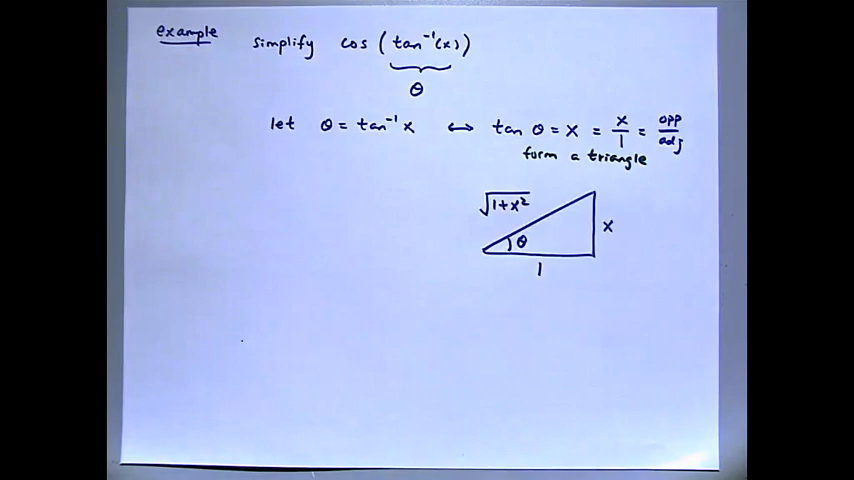 example simplify cos (tan⁻¹(x))
θ
let θ = tan⁻¹ x ↔ tan θ = x = x/1 = opp/adj
form a triangle
√1+x²
x
θ
1